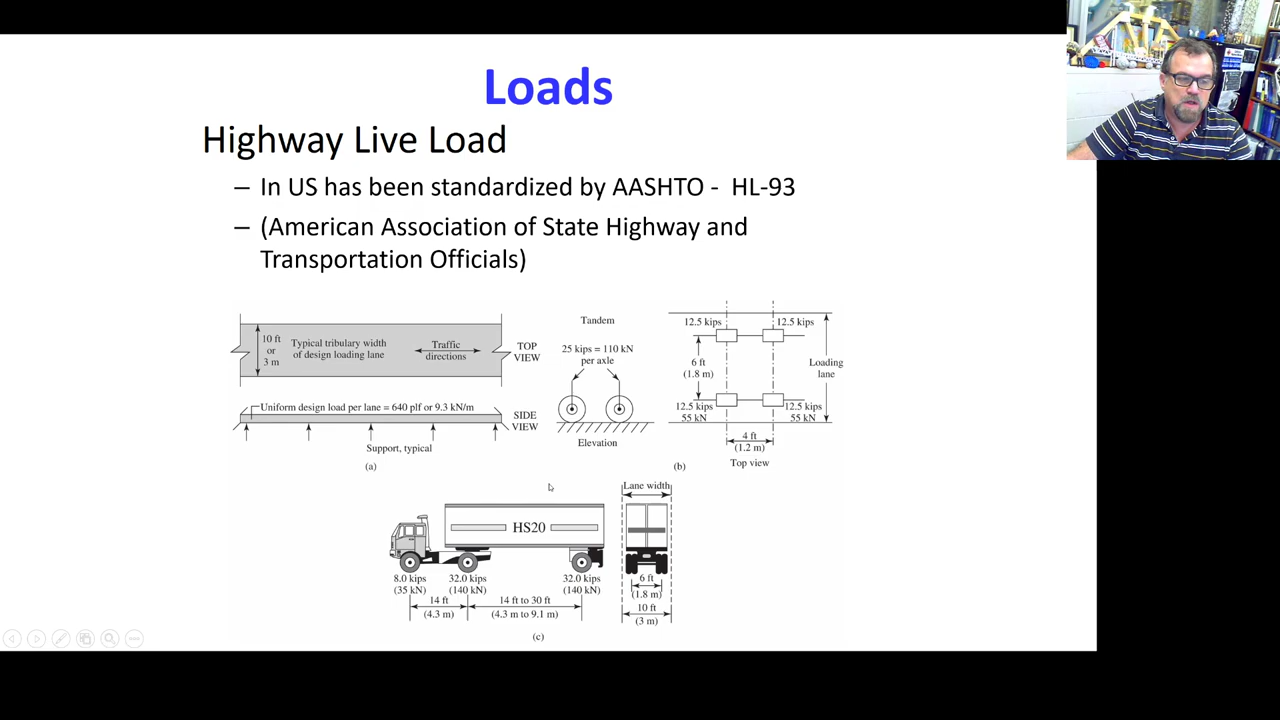 Loads
Highway Live Load
– In US has been standardized by AASHTO - HL-93
– (American Association of State Highway and
Transportation Officials)
10 ft
or
3 m
Typical tributary width
of design loading lane
Traffic
directions
TOP
VIEW
Uniform design load per lane = 640 plf or 9.3 kN/m
SIDE
VIEW
Support, typical
(a)
Tandem
25 kips = 110 kN
per axle
Elevation
12.5 kips
12.5 kips
6 ft
(1.8 m)
Loading
lane
12.5 kips
55 kN
12.5 kips
55 kN
4 ft
(1.2 m)
Top view
(b)
HS20
8.0 kips
(35 kN)
32.0 kips
(140 kN)
32.0 kips
(140 kN)
14 ft
(4.3 m)
14 ft to 30 ft
(4.3 m to 9.1 m)
Lane width
6 ft
(1.8 m)
10 ft
(3 m)
(c)